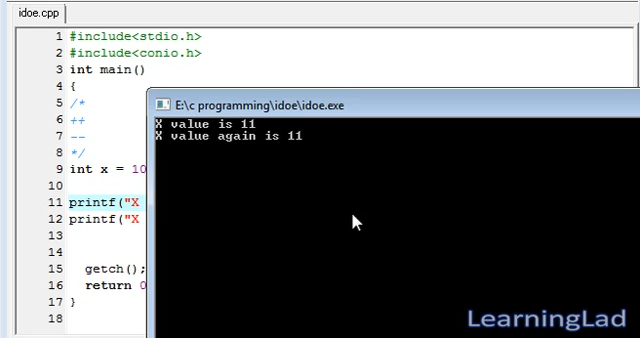 idoe.cpp
1 #include<stdio.h>
2 #include<conio.h>
3 int main()
4 {
5 /*
6 ++
7 --
8 */
9 int x = 10
10
11 printf("X
12 printf("X
13
14
15 getch();
16 return 0
17 }
18
E:\c programming\idoe\idoe.exe
X value is 11
X value again is 11
LearningLad